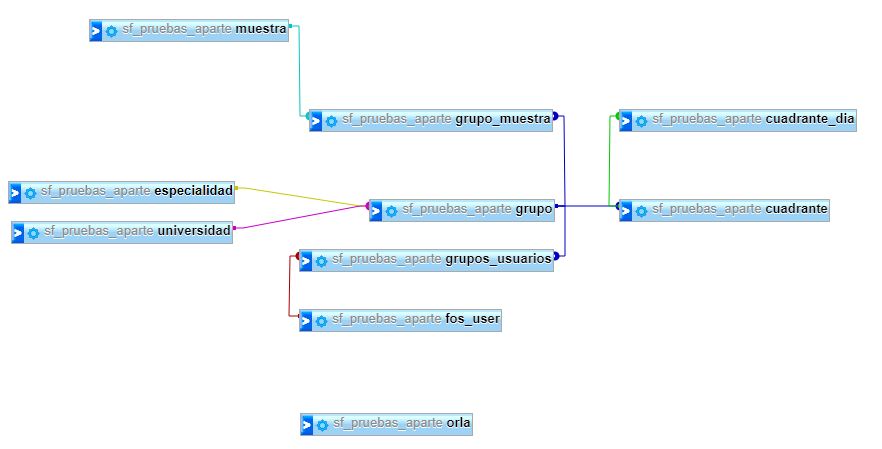 sf_pruebas_aparte muestra
sf_pruebas_aparte grupo_muestra
sf_pruebas_aparte cuadrante_dia
sf_pruebas_aparte especialidad
sf_pruebas_aparte grupo
sf_pruebas_aparte cuadrante
sf_pruebas_aparte universidad
sf_pruebas_aparte grupos_usuarios
sf_pruebas_aparte fos_user
sf_pruebas_aparte orla